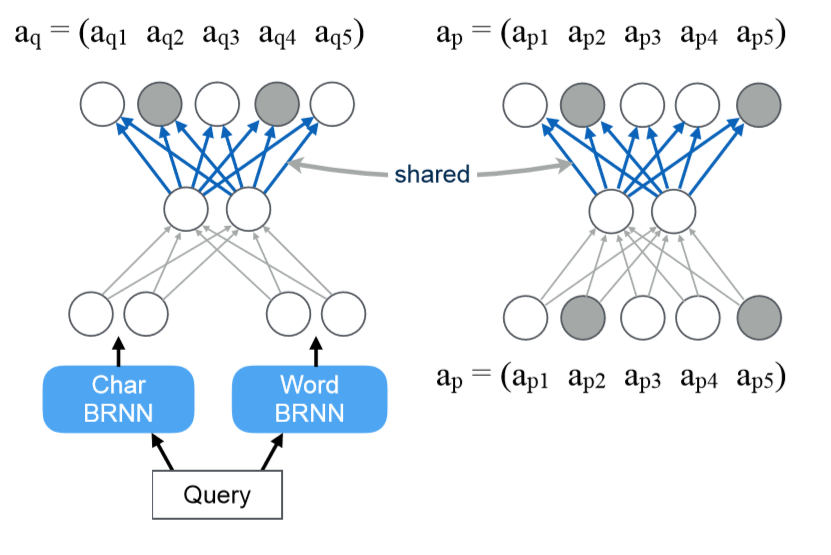 aq = (aq1 aq2 aq3 aq4 aq5)
ap = (ap1 ap2 ap3 ap4 ap5)
shared
Char
BRNN
Word
BRNN
ap = (ap1 ap2 ap3 ap4 ap5)
Query